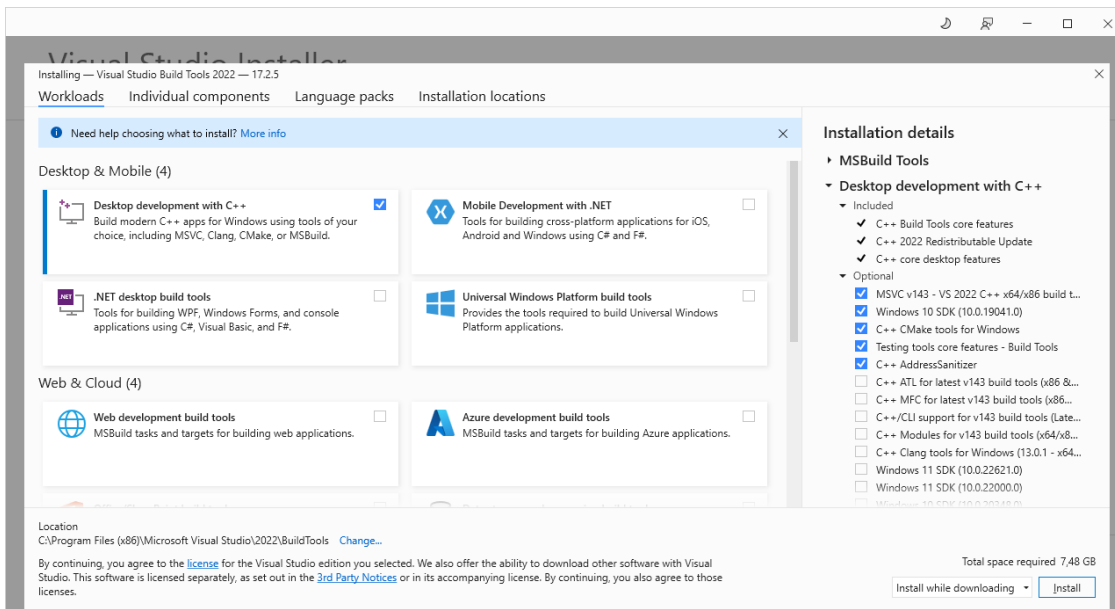 Visual Studio Installer
Installing — Visual Studio Build Tools 2022 — 17.2.5
Workloads
Individual components
Language packs
Installation locations
Need help choosing what to install? More info
Desktop & Mobile (4)
Desktop development with C++
Build modern C++ apps for Windows using tools of your
choice, including MSVC, Clang, CMake, or MSBuild.
Mobile Development with .NET
Tools for building cross-platform applications for iOS,
Android and Windows using C# and F#.
.NET
.NET desktop build tools
Tools for building WPF, Windows Forms, and console
applications using C#, Visual Basic, and F#.
Universal Windows Platform build tools
Provides the tools required to build Universal Windows
Platform applications.
Web & Cloud (4)
Web development build tools
MSBuild tasks and targets for building web applications.
Azure development build tools
MSBuild tasks and targets for building Azure applications.
Installation details
MSBuild Tools
Desktop development with C++
Included
C++ Build Tools core features
C++ 2022 Redistributable Update
C++ core desktop features
Optional
MSVC v143 - VS 2022 C++ x64/x86 build t...
Windows 10 SDK (10.0.19041.0)
C++ CMake tools for Windows
Testing tools core features - Build Tools
C++ AddressSanitizer
C++ ATL for latest v143 build tools (x86 &...
C++ MFC for latest v143 build tools (x86...
C++/CLI support for v143 build tools (Late...
C++ Modules for v143 build tools (x64/x8...
C++ Clang tools for Windows (13.0.1 - x64...
Windows 11 SDK (10.0.22621.0)
Windows 11 SDK (10.0.22000.0)
Windows 10 SDK (10.0.20348.0)
Location
C:\Program Files (x86)\Microsoft Visual Studio\2022\BuildTools Change...
By continuing, you agree to the license for the Visual Studio edition you selected. We also offer the ability to download other software with Visual
Studio. This software is licensed separately, as set out in the 3rd Party Notices or in its accompanying license. By continuing, you also agree to those
licenses.
Total space required 7,48 GB
Install while downloading
Install